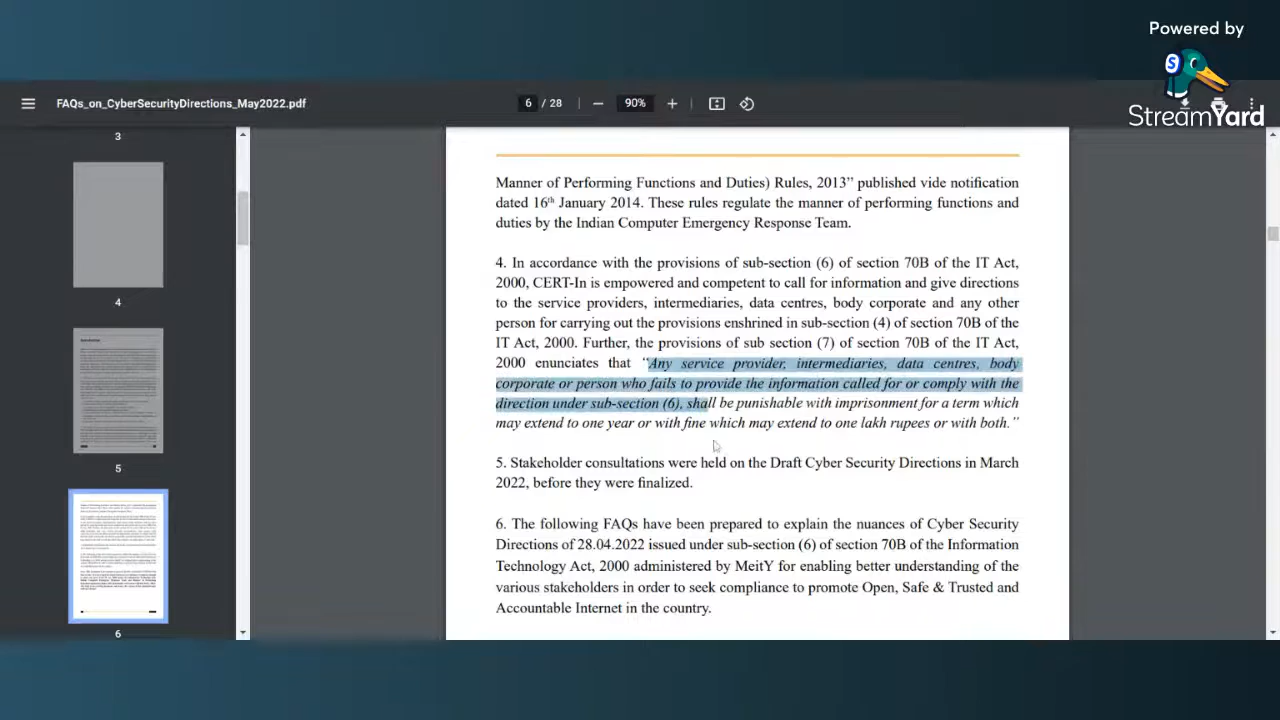 Powered by
S
StreamYard
FAQs_on_CyberSecurityDirections_May2022.pdf
6 / 28
90%
3
4
5
6
Manner of Performing Functions and Duties) Rules, 2013” published vide notification
dated 16th January 2014. These rules regulate the manner of performing functions and
duties by the Indian Computer Emergency Response Team.
4. In accordance with the provisions of sub-section (6) of section 70B of the IT Act,
2000, CERT-In is empowered and competent to call for information and give directions
to the service providers, intermediaries, data centres, body corporate and any other
person for carrying out the provisions enshrined in sub-section (4) of section 70B of the
IT Act, 2000. Further, the provisions of sub section (7) of section 70B of the IT Act,
2000 enunciates that “Any service provider, intermediaries, data centres, body
corporate or person who fails to provide the information called for or comply with the
direction under sub-section (6), shall be punishable with imprisonment for a term which
may extend to one year or with fine which may extend to one lakh rupees or with both.”
5. Stakeholder consultations were held on the Draft Cyber Security Directions in March
2022, before they were finalized.
6. The following FAQs have been prepared to explain the nuances of Cyber Security
Directions of 28.04.2022 issued under sub-section (6) of section 70B of the Information
Technology Act, 2000 administered by MeitY for enabling better understanding of the
various stakeholders in order to seek compliance to promote Open, Safe & Trusted and
Accountable Internet in the country.